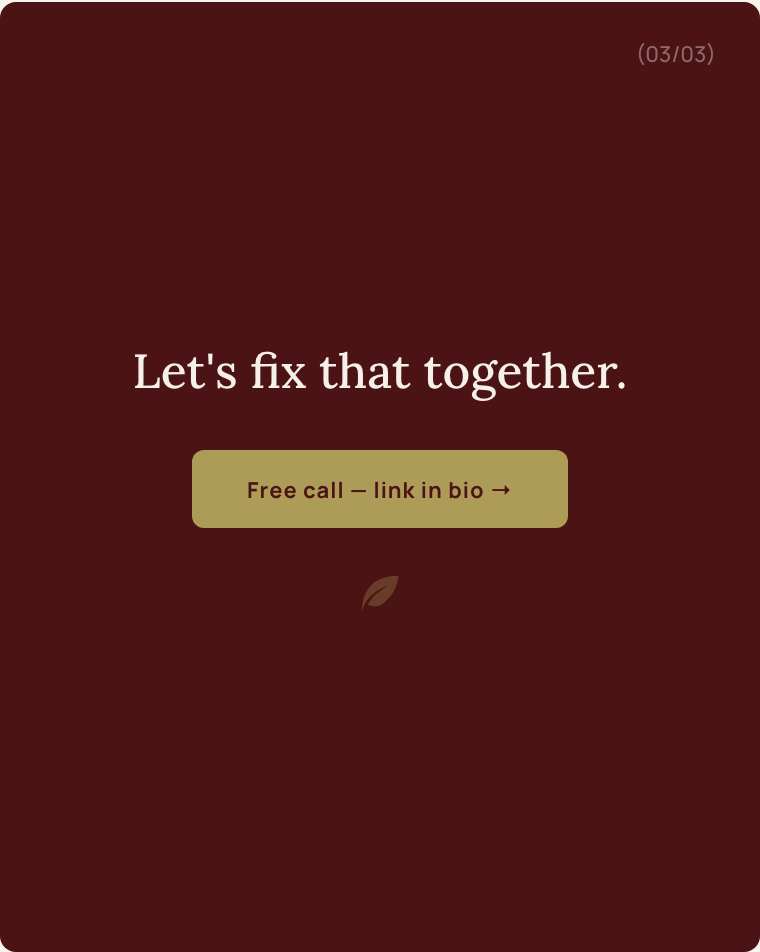 (03/03)
Let's fix that together.
Free call — link in bio →